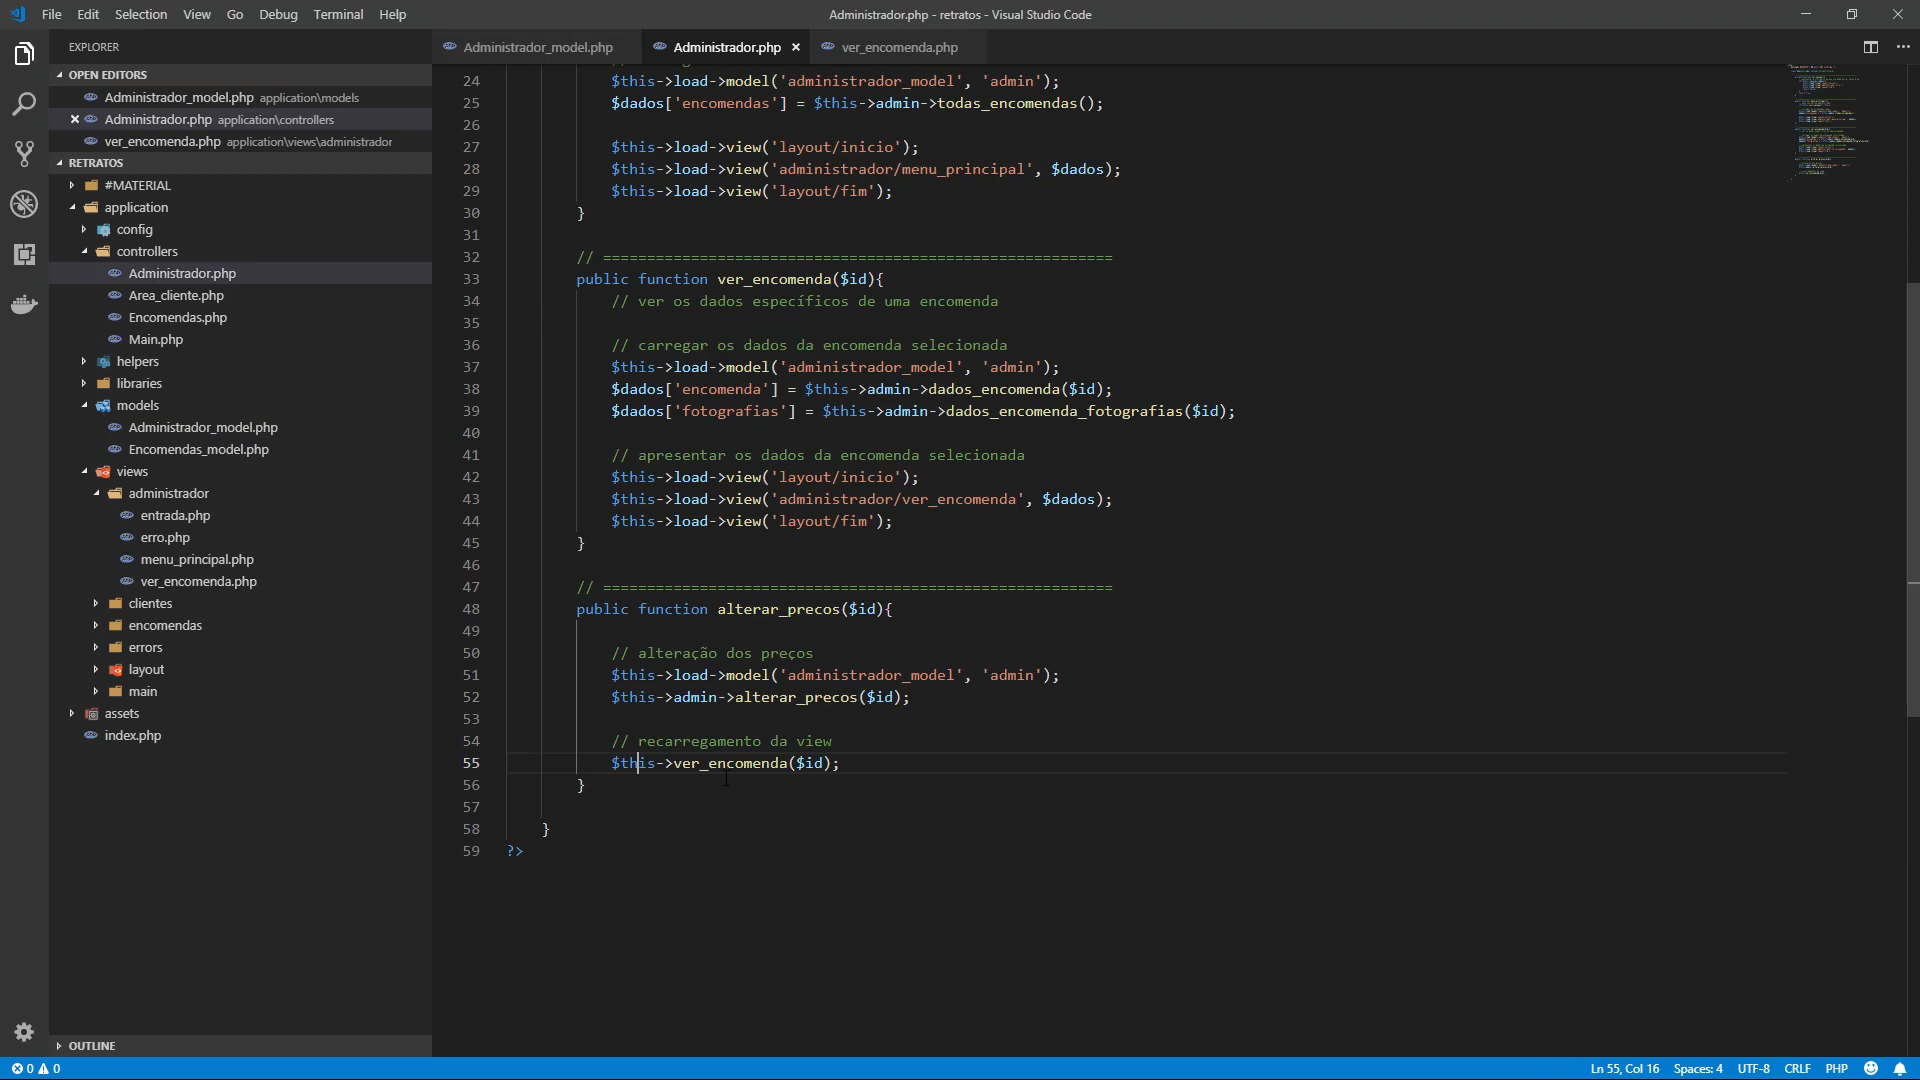 File Edit Selection View Go Debug Terminal Help
Administrador.php - retratos - Visual Studio Code
EXPLORER
OPEN EDITORS
Administrador_model.php application\models
Administrador.php application\controllers
ver_encomenda.php application\views\administrador
RETRATOS
#MATERIAL
application
config
controllers
Administrador.php
Area_cliente.php
Encomendas.php
Main.php
helpers
libraries
models
Administrador_model.php
Encomendas_model.php
views
administrador
entrada.php
erro.php
menu_principal.php
ver_encomenda.php
clientes
encomendas
errors
layout
main
assets
index.php
OUTLINE
Administrador_model.php Administrador.php ver_encomenda.php
24 $this->load->model('administrador_model', 'admin');
25 $dados['encomendas'] = $this->admin->todas_encomendas();
26
27 $this->load->view('layout/inicio');
28 $this->load->view('administrador/menu_principal', $dados);
29 $this->load->view('layout/fim');
30 }
31
32 // ==========================================================
33 public function ver_encomenda($id){
34 // ver os dados específicos de uma encomenda
35
36 // carregar os dados da encomenda selecionada
37 $this->load->model('administrador_model', 'admin');
38 $dados['encomenda'] = $this->admin->dados_encomenda($id);
39 $dados['fotografias'] = $this->admin->dados_encomenda_fotografias($id);
40
41 // apresentar os dados da encomenda selecionada
42 $this->load->view('layout/inicio');
43 $this->load->view('administrador/ver_encomenda', $dados);
44 $this->load->view('layout/fim');
45 }
46
47 // ==========================================================
48 public function alterar_precos($id){
49
50 // alteração dos preços
51 $this->load->model('administrador_model', 'admin');
52 $this->admin->alterar_precos($id);
53
54 // recarregamento da view
55 $this->ver_encomenda($id);
56 }
57
58 }
59 ?>
0 0
Ln 55, Col 16 Spaces: 4 UTF-8 CRLF PHP